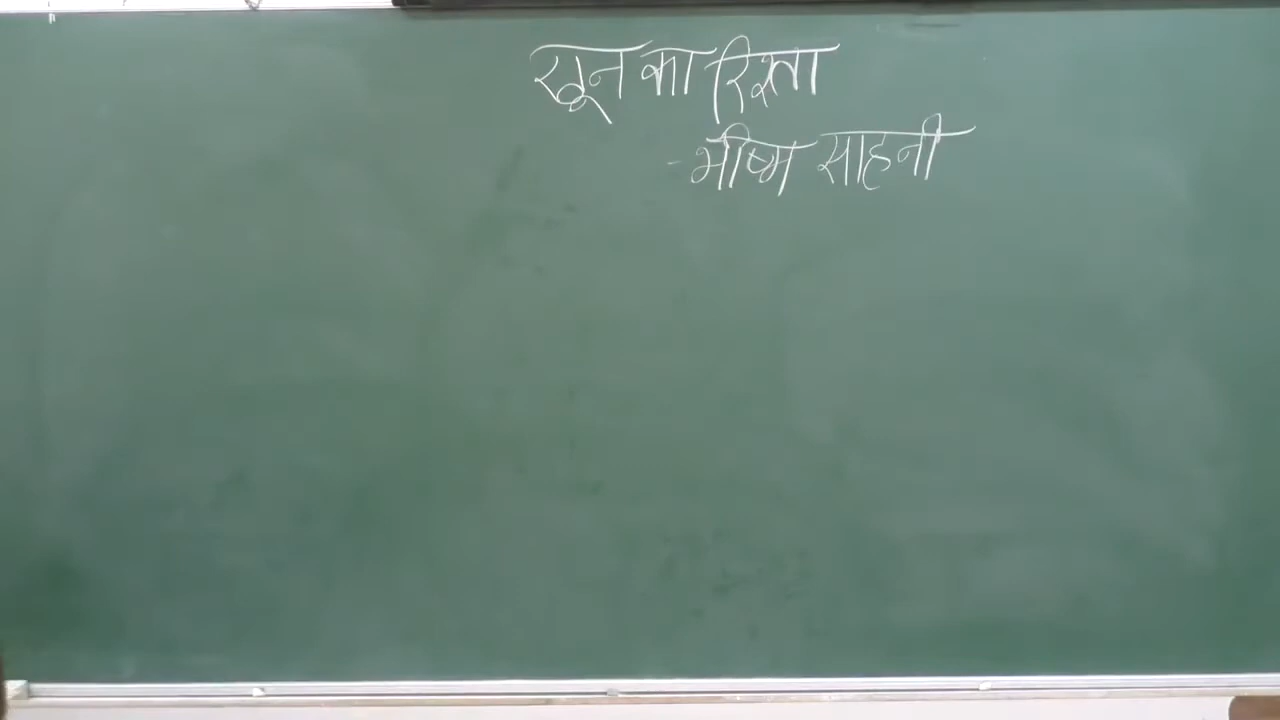 खून का रिश्ता
- भीष्म साहनी